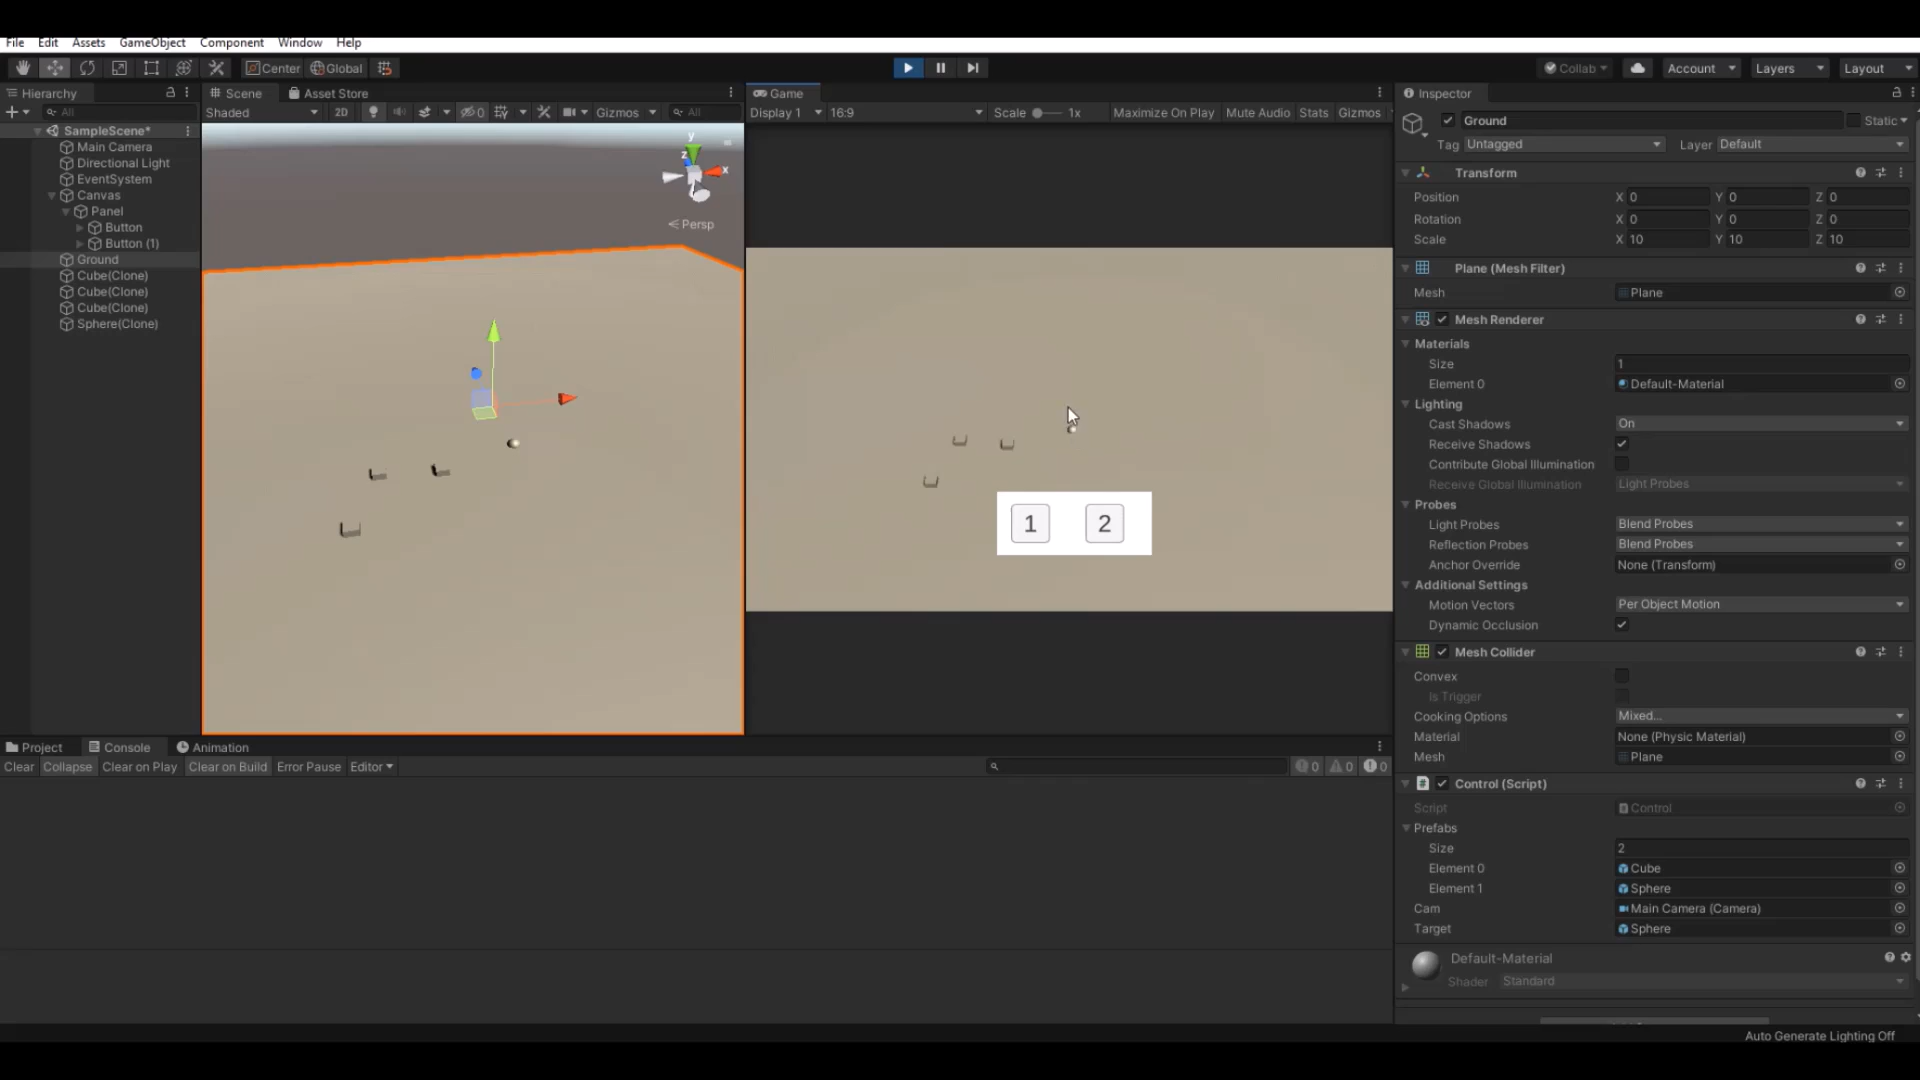 File Edit Assets GameObject Component Window Help
Center Global Collab Account Layers Layout
Hierarchy
All
SampleScene*
Main Camera
Directional Light
EventSystem
Canvas
Panel
Button
Button (1)
Ground
Cube(Clone)
Cube(Clone)
Cube(Clone)
Sphere(Clone)
Scene Asset Store
Shaded 2D 0 Gizmos All
y
z
x
Persp
Game
Display 1 16:9 Scale 1x Maximize On Play Mute Audio Stats Gizmos
1 2
Inspector
Ground Static
Tag Untagged Layer Default
Transform
Position X 0 Y 0 Z 0
Rotation X 0 Y 0 Z 0
Scale X 10 Y 10 Z 10
Plane (Mesh Filter)
Mesh Plane
Mesh Renderer
Materials
Size 1
Element 0 Default-Material
Lighting
Cast Shadows On
Receive Shadows
Contribute Global Illumination
Receive Global Illumination Light Probes
Probes
Light Probes Blend Probes
Reflection Probes Blend Probes
Anchor Override None (Transform)
Additional Settings
Motion Vectors Per Object Motion
Dynamic Occlusion
Mesh Collider
Convex
Is Trigger
Cooking Options Mixed...
Material None (Physic Material)
Mesh Plane
Control (Script)
Script Control
Prefabs
Size 2
Element 0 Cube
Element 1 Sphere
Cam Main Camera (Camera)
Target Sphere
Default-Material
Shader Standard
Project Console Animation
Clear Collapse Clear on Play Clear on Build Error Pause Editor 0 0 0
Auto Generate Lighting Off